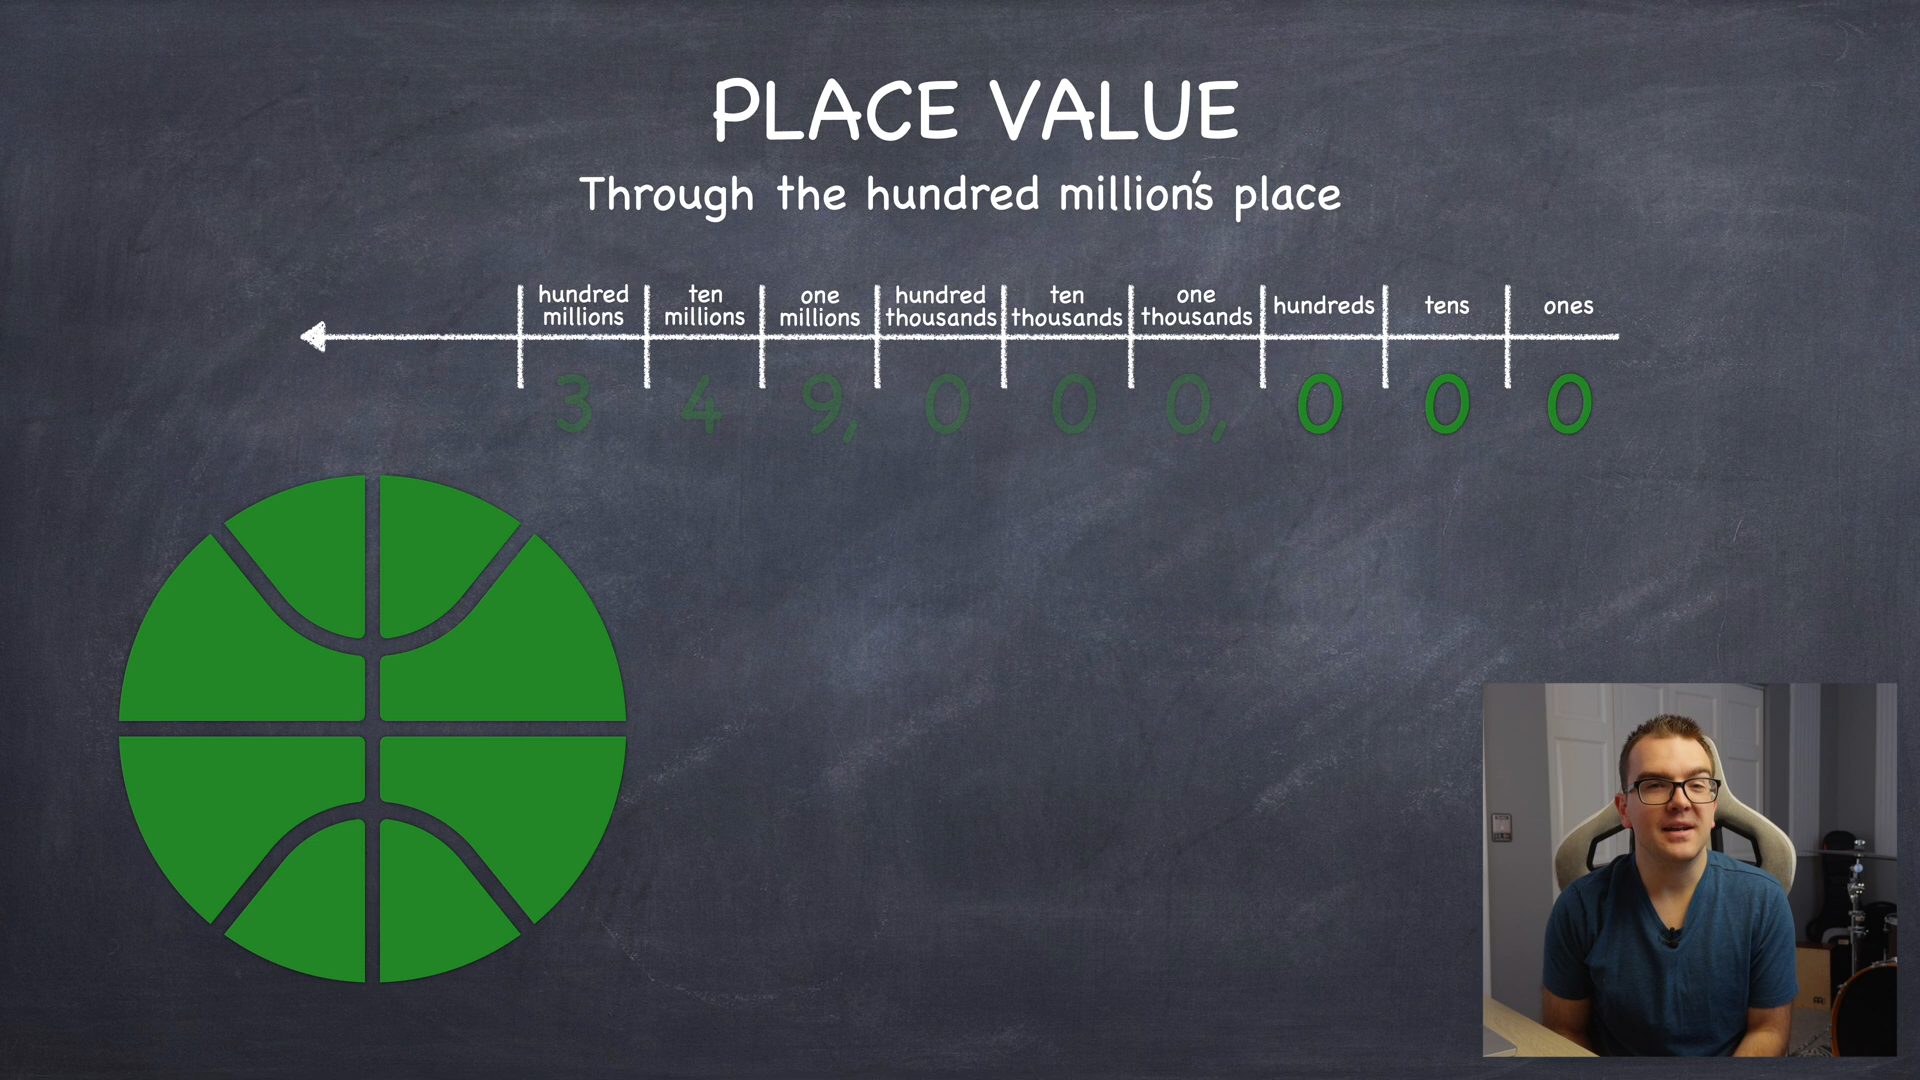 PLACE VALUE
Through the hundred million's place
hundred millions
ten millions
one millions
hundred thousands
ten thousands
one thousands
hundreds
tens
ones
3 4 9, 0 0 0, 0 0 0